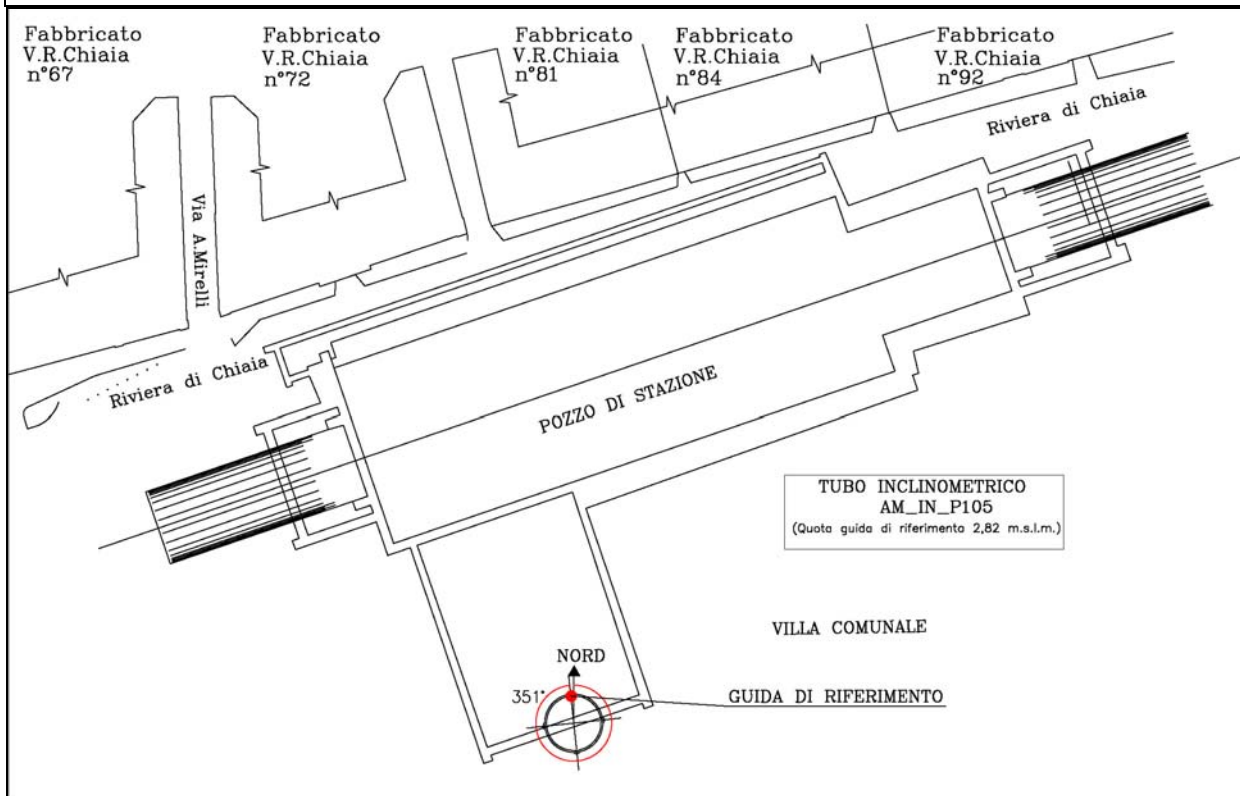 Fabbricato
V.R.Chiaia
n°67
Fabbricato
V.R.Chiaia
n°72
Fabbricato
V.R.Chiaia
n°81
Fabbricato
V.R.Chiaia
n°84
Fabbricato
V.R.Chiaia
n°92
Riviera di Chiaia
Via A.Mirelli
Riviera di Chiaia
POZZO DI STAZIONE
TUBO INCLINOMETRICO
AM_IN_P105
(Quota guida di riferimento 2,82 m.s.l.m.)
VILLA COMUNALE
NORD
351°
GUIDA DI RIFERIMENTO